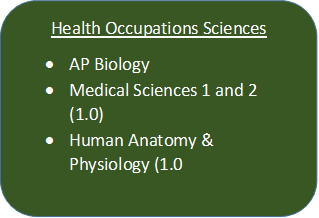 Health Occupations Sciences
• AP Biology
• Medical Sciences 1 and 2
(1.0)
• Human Anatomy &
Physiology (1.0